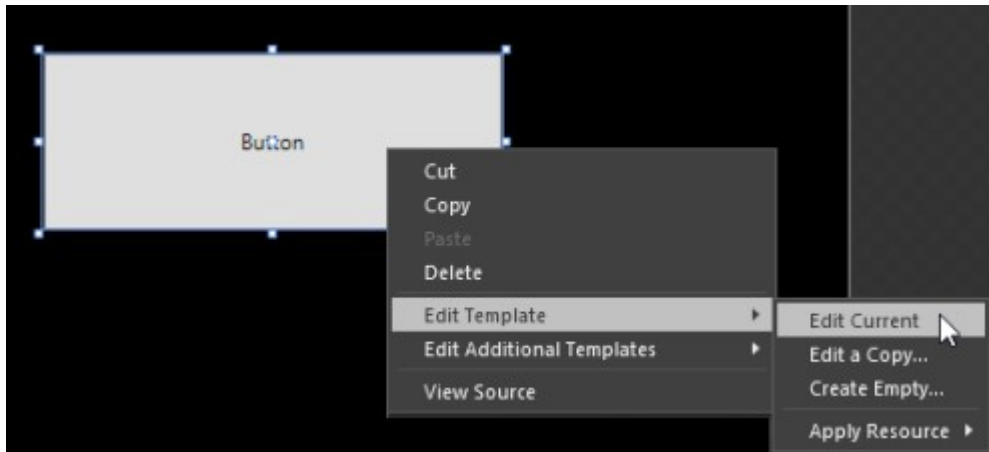 Button
Cut
Copy
Paste
Delete
Edit Template
Edit Additional Templates
View Source
Edit Current
Edit a Copy...
Create Empty...
Apply Resource